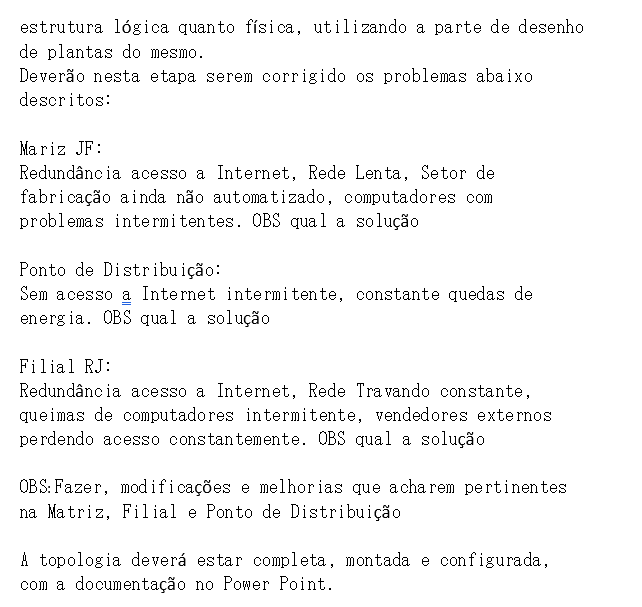 estrutura lógica quanto física, utilizando a parte de desenho
de plantas do mesmo.
Deverão nesta etapa serem corrigido os problemas abaixo
descritos:
Mariz JF:
Redundância acesso a Internet, Rede Lenta, Setor de
fabricação ainda não automatizado, computadores com
problemas intermitentes. OBS qual a solução
Ponto de Distribuição:
Sem acesso a Internet intermitente, constante quedas de
energia. OBS qual a solução
Filial RJ:
Redundância acesso a Internet, Rede Travando constante,
queimas de computadores intermitente, vendedores externos
perdendo acesso constantemente. OBS qual a solução
OBS:Fazer, modificações e melhorias que acharem pertinentes
na Matriz, Filial e Ponto de Distribuição
A topologia deverá estar completa, montada e configurada,
com a documentação no Power Point.